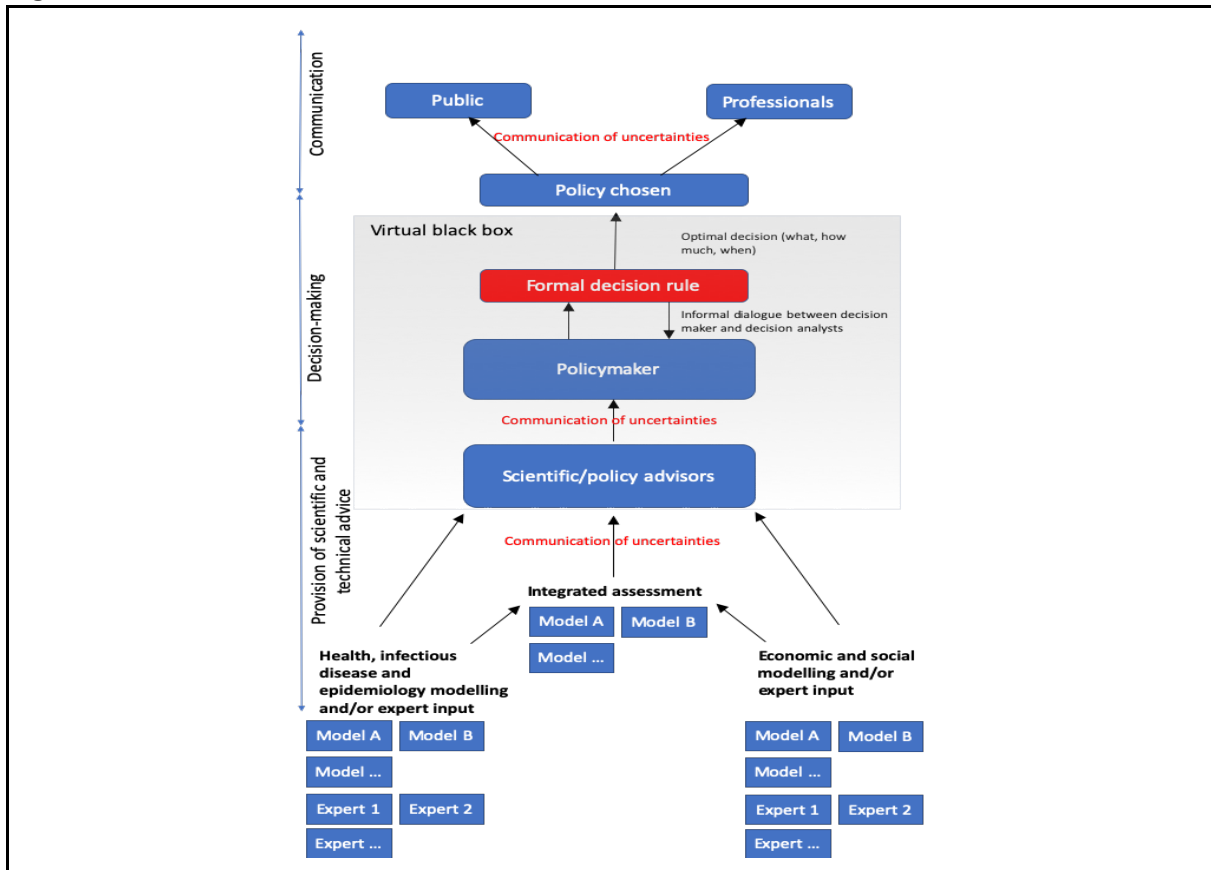 Communication
Public
Professionals
Communication of uncertainties
Policy chosen
Decision-making
Virtual black box
Optimal decision (what, how
much, when)
Formal decision rule
Informal dialogue between decision
maker and decision analysts
Policymaker
Communication of uncertainties
Scientific/policy advisors
Provision of scientific and
technical advice
Communication of uncertainties
Integrated assessment
Model A
Model B
Model ...
Health, infectious
disease and
epidemiology modelling
and/or expert input
Model A
Model B
Model ...
Expert 1
Expert 2
Expert ...
Economic and social
modelling and/or
expert input
Model A
Model B
Model ...
Expert 1
Expert 2
Expert ...